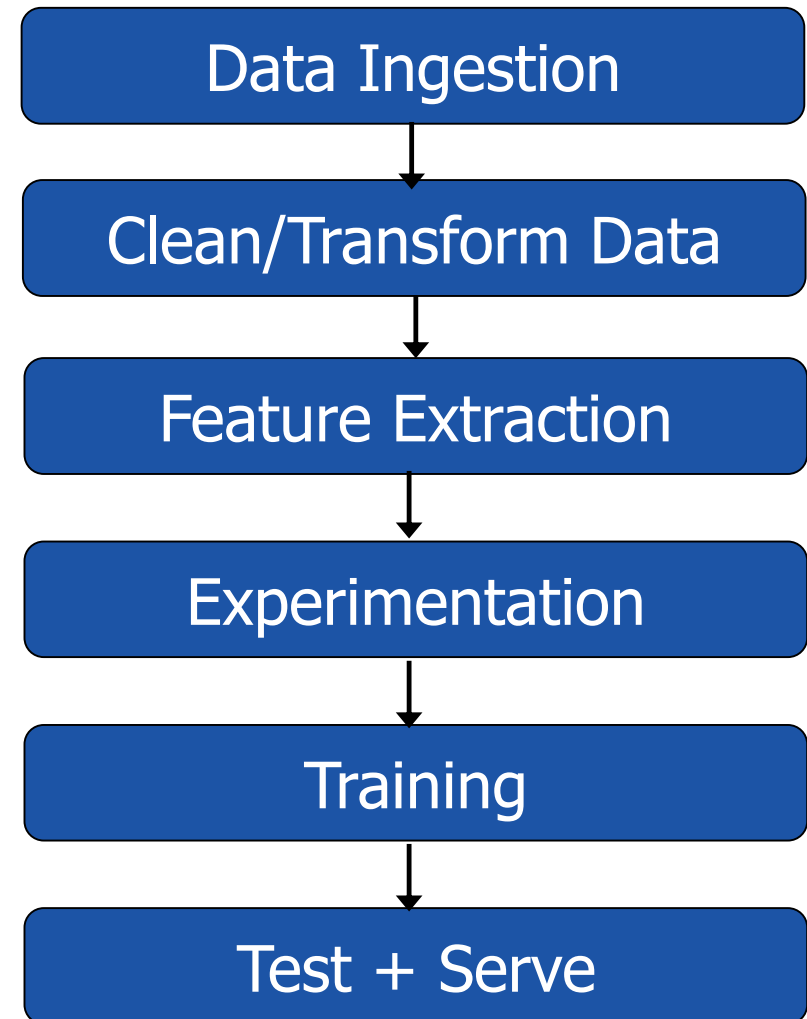 Data Ingestion
Clean/Transform Data
Feature Extraction
Experimentation
Training
Test + Serve